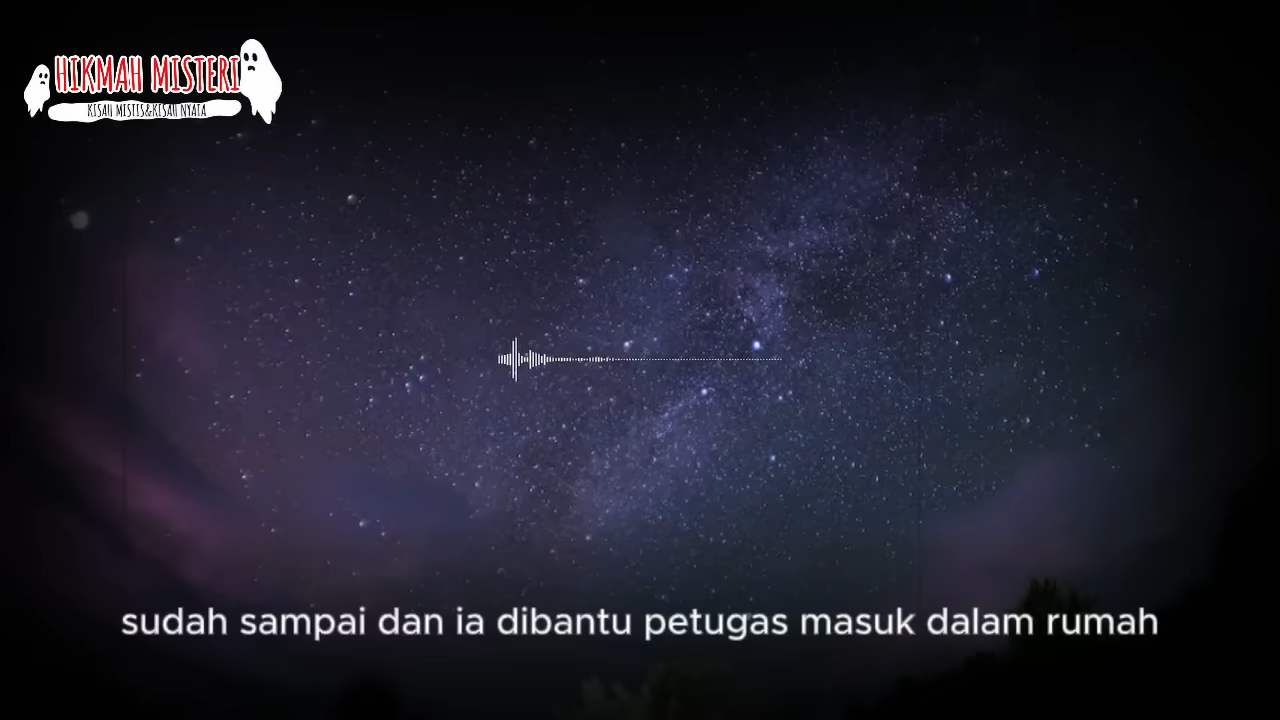 HIKMAH MISTERI
KISAH MISTIS&KISAH NYATA
sudah sampai dan ia dibantu petugas masuk dalam rumah